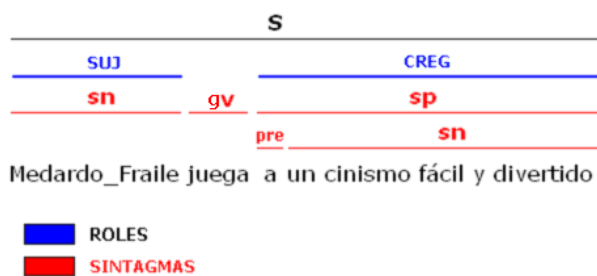 S
SUJ CREG
sn gv sp
pre sn
Medardo_Fraile juega a un cinismo fácil y divertido
ROLES
SINTAGMAS